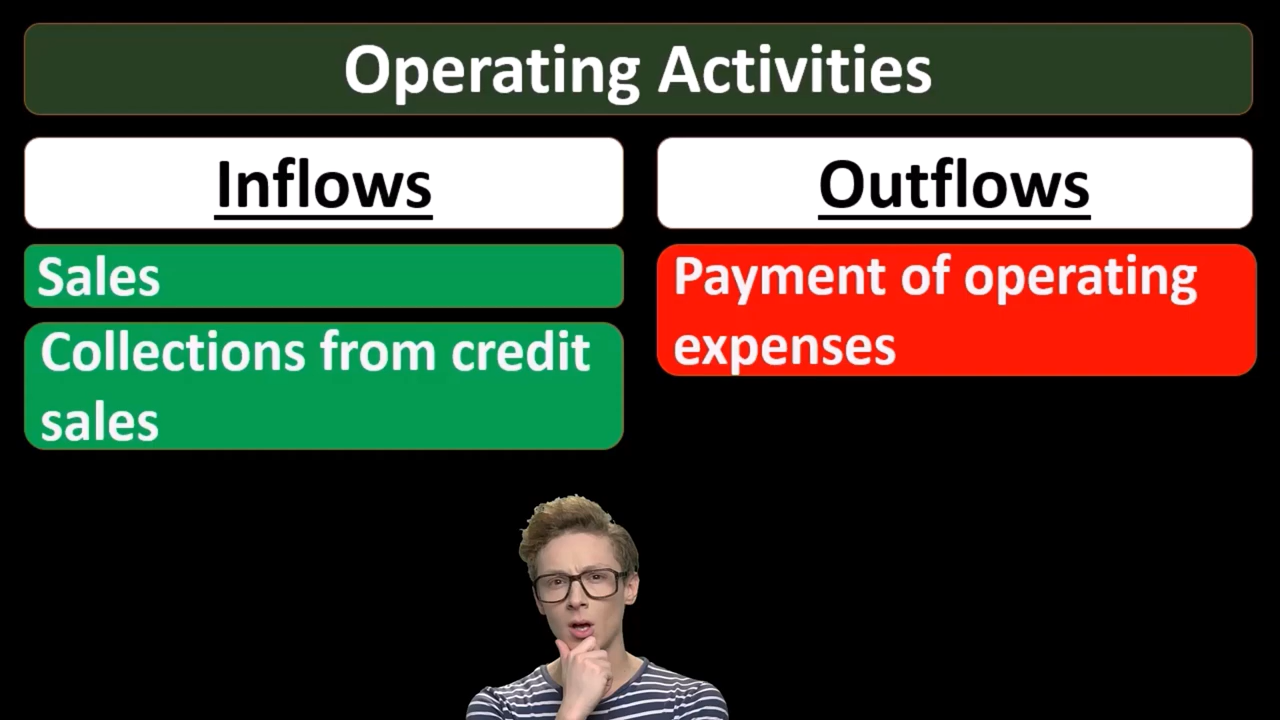 Operating Activities
Inflows
Outflows
Sales
Collections from credit
sales
Payment of operating
expenses